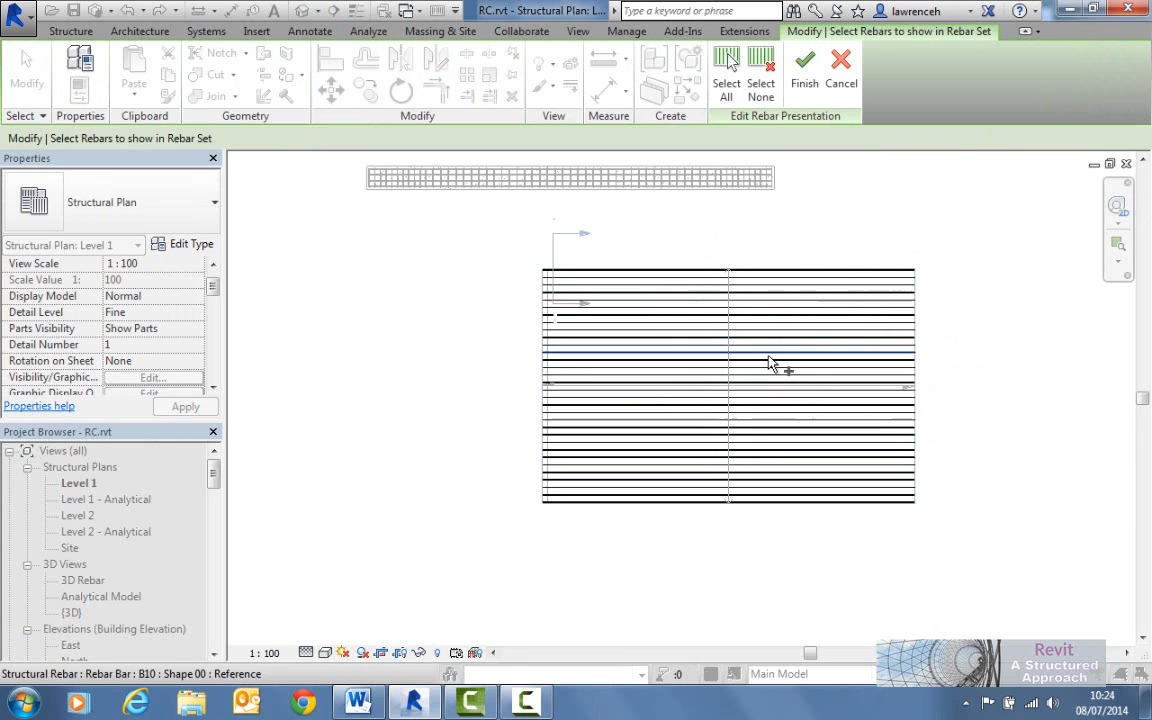 RC.rvt - Structural Plan: L...
Type a keyword or phrase
lawrenceh
Structure Architecture Systems Insert Annotate Analyze Massing & Site Collaborate View Manage Add-Ins Extensions Modify | Select Rebars to show in Rebar Set
Modify
Paste
Notch
Cut
Join
Select All
Select None
Finish
Cancel
Select Properties Clipboard Geometry Modify View Measure Create Edit Rebar Presentation
Modify | Select Rebars to show in Rebar Set
Properties
Structural Plan
Structural Plan: Level 1
Edit Type
View Scale 1 : 100
Scale Value 1: 100
Display Model Normal
Detail Level Fine
Parts Visibility Show Parts
Detail Number 1
Rotation on Sheet None
Visibility/Graphic... Edit...
Graphic Display O Edit
Properties help
Apply
Project Browser - RC.rvt
Views (all)
Structural Plans
Level 1
Level 1 - Analytical
Level 2
Level 2 - Analytical
Site
3D Views
3D Rebar
Analytical Model
{3D}
Elevations (Building Elevation)
East
North
1 : 100
Structural Rebar : Rebar Bar : B10 : Shape 00 : Reference
:0
Main Model
Revit
A Structured
Approach
2D
10:24
08/07/2014